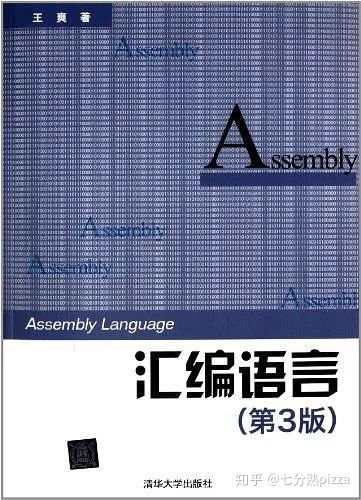 王 爽 著
Assembly
Assembly
Assembly
Assembly
Assembly
Assembly Language
汇编语言
(第3版)
清华大学出版社
知乎 @七分熟pizza